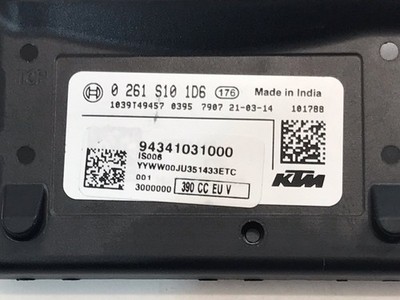 0 261 S10 1D6 176 Made in India
1039T49457 0395 7907 21-03-14 101788
94341031000
IS006
YYWW00JU351433ETC
001
3000000 390 CC EU V
KTM